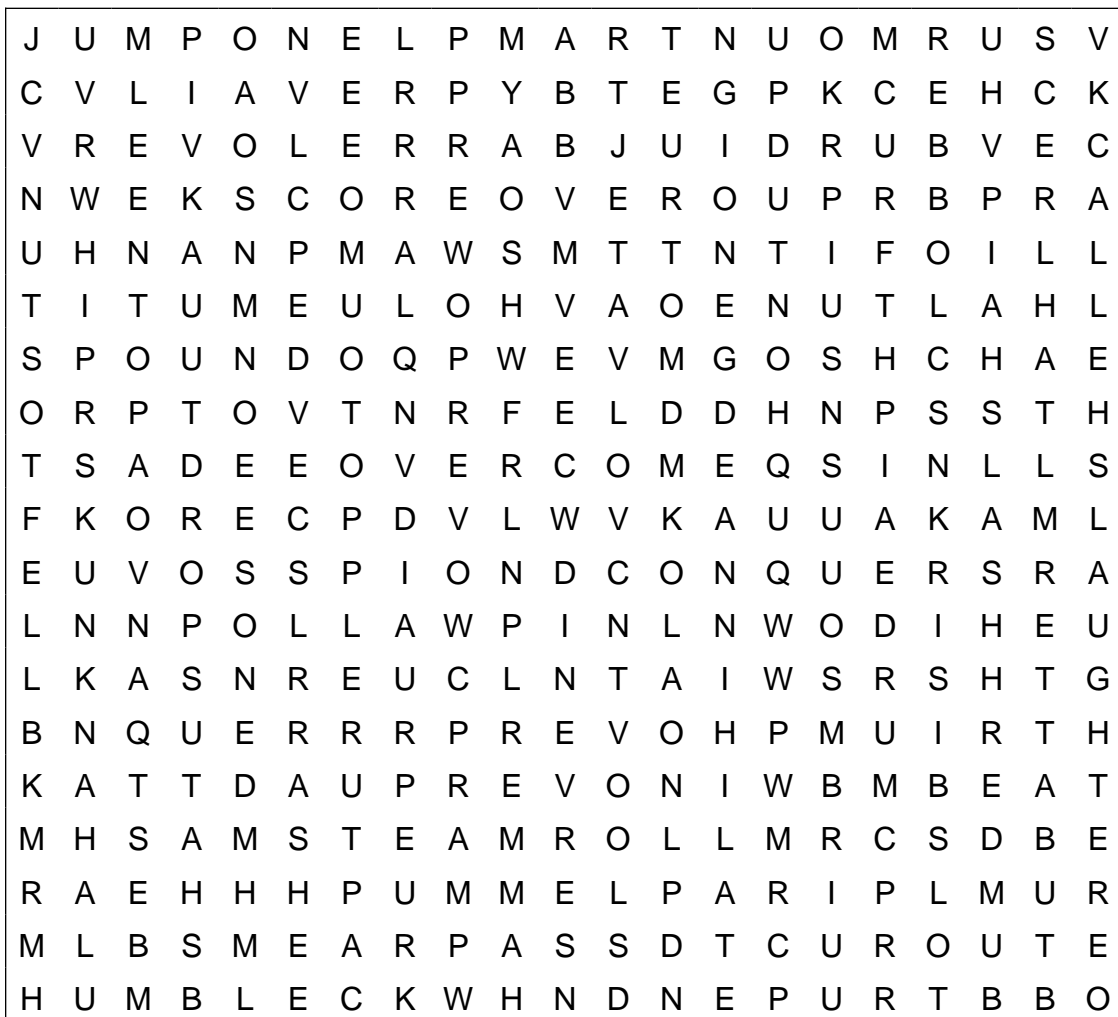 J U M P O N E L P M A R T N U O M R U S V
C V L I A V E R P Y B T E G P K C E H C K
V R E V O L E R R A B J U I D R U B V E C
N W E K S C O R E O V E R O U P R B P R A
U H N A N P M A W S M T T N T I F O I L L
T I T U M E U L O H V A O E N U T L A H L
S P O U N D O Q P W E V M G O S H C H A E
O R P T O V T N R F E L D D H N P S S T H
T S A D E E O V E R C O M E Q S I N L L S
F K O R E C P D V L W V K A U U A K A M L
E U V O S S P I O N D C O N Q U E R S R A
L N N P O L L A W P I N L N W O D I H E U
L K A S N R E U C L N T A I W S R S H T G
B N Q U E R R R P R E V O H P M U I R T H
K A T T D A U P R E V O N I W B M B E A T
M H S A M S T E A M R O L L M R C S D B E
R A E H H H P U M M E L P A R I P L M U R
M L B S M E A R P A S S D T C U R O U T E
H U M B L E C K W H N D N E P U R T B B O